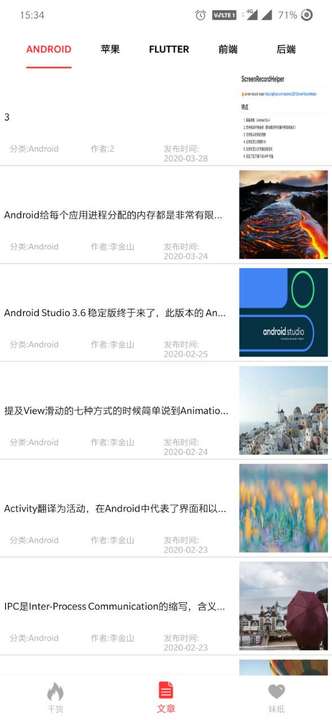 15:34
VoLTE 1
4G
71%
ANDROID
苹果
FLUTTER
前端
后端
ScreenRecordHelper
特点
3
分类:Android
作者:2
发布时间:
2020-03-28
Android给每个应用进程分配的内存都是非常有限...
分类:Android
作者:李金山
发布时间:
2020-03-24
Android Studio 3.6 稳定版终于来了，此版本的 An...
分类:Android
作者:李金山
发布时间:
2020-02-25
android studio
提及View滑动的七种方式的时候简单说到Animatio...
分类:Android
作者:李金山
发布时间:
2020-02-24
Activity翻译为活动，在Android中代表了界面和以...
分类:Android
作者:李金山
发布时间:
2020-02-23
IPC是Inter-Process Communication的缩写，含义...
分类:Android
作者:李金山
发布时间:
2020-02-23
干货
文章
妹纸